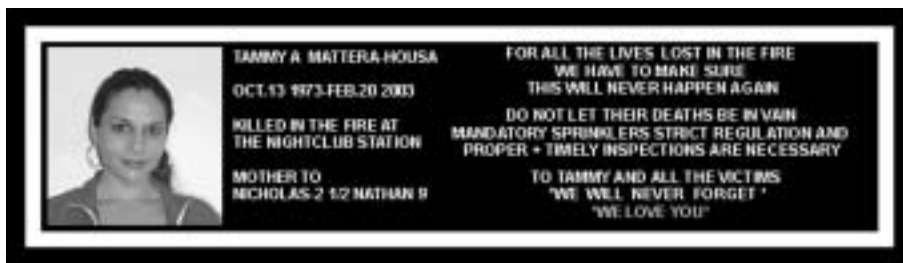 TAMMY A MATTERA-HOUSA
OCT.13 1973-FEB.20 2003
KILLED IN THE FIRE AT
THE NIGHTCLUB STATION
MOTHER TO
NICHOLAS-2 1/2 NATHAN 9
FOR ALL THE LIVES LOST IN THE FIRE
WE HAVE TO MAKE SURE
THIS WILL NEVER HAPPEN AGAIN
DO NOT LET THEIR DEATHS BE IN VAIN
MANDATORY SPRINKLERS STRICT REGULATION AND
PROPER + TIMELY INSPECTIONS ARE NECESSARY
TO TAMMY AND ALL THE VICTIMS
"WE WILL NEVER FORGET "
"WE LOVE YOU"